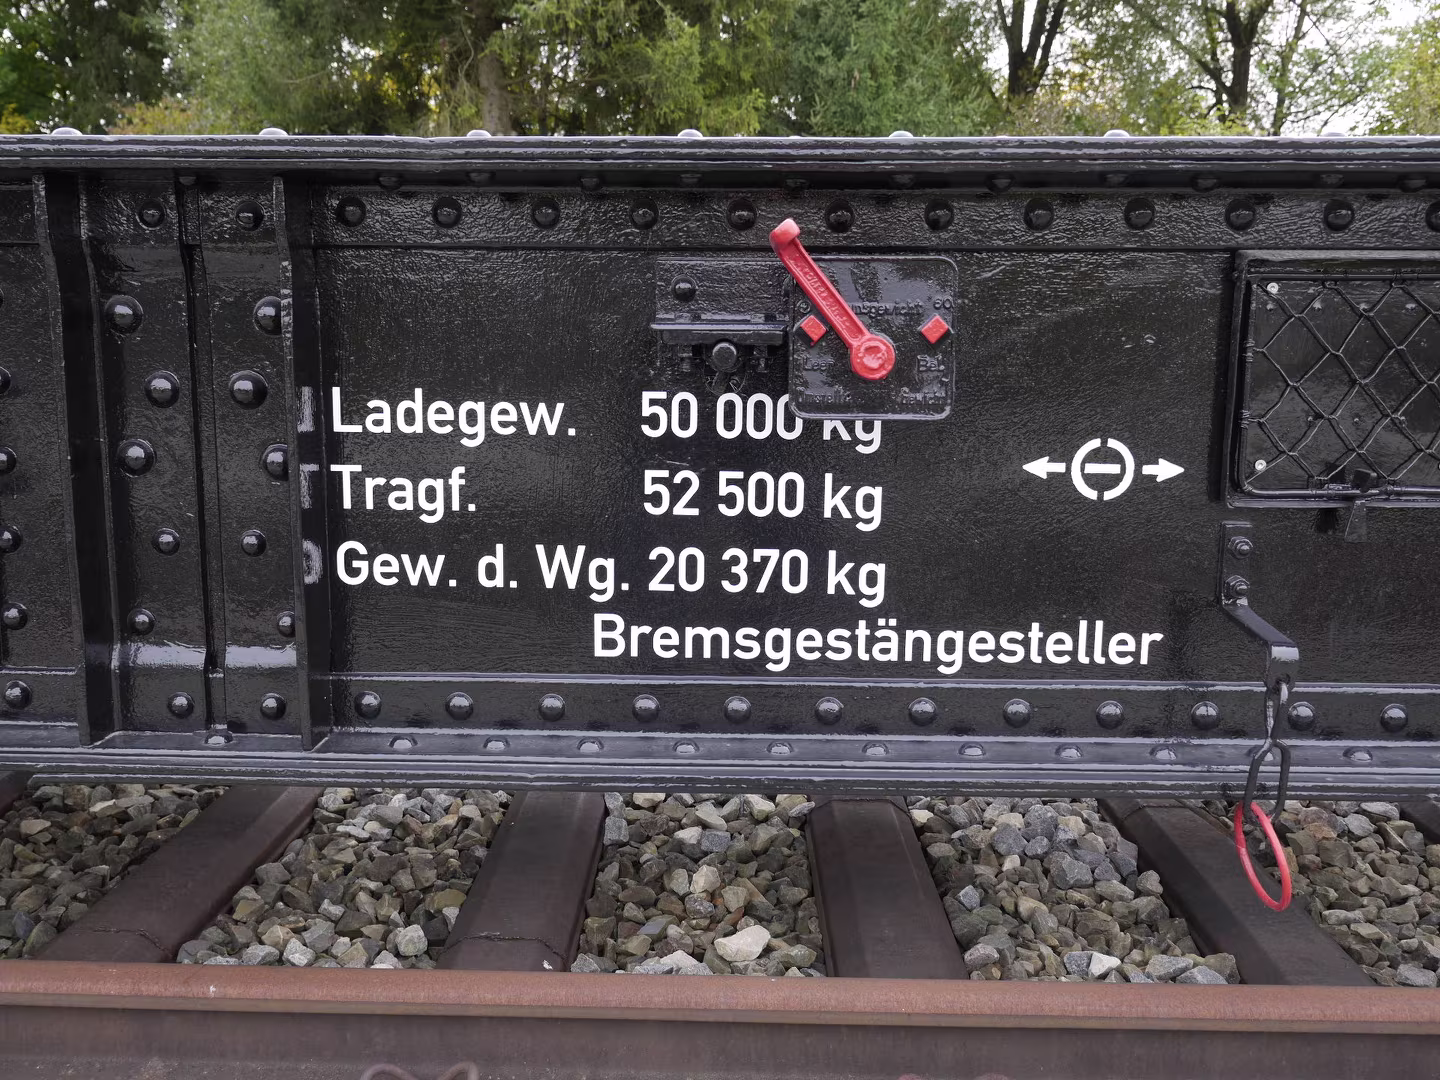 Ladegew. 50 000 kg
Tragf. 52 500 kg
Gew. d. Wg. 20 370 kg
Bremsgestängesteller